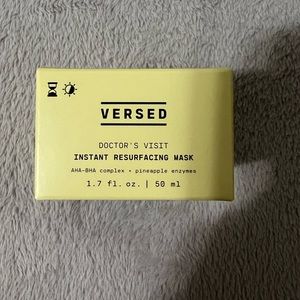 VERSED
DOCTOR'S VISIT
INSTANT RESURFACING MASK
AHA-BHA complex + pineapple enzymes
1.7 fl. oz. | 50 ml